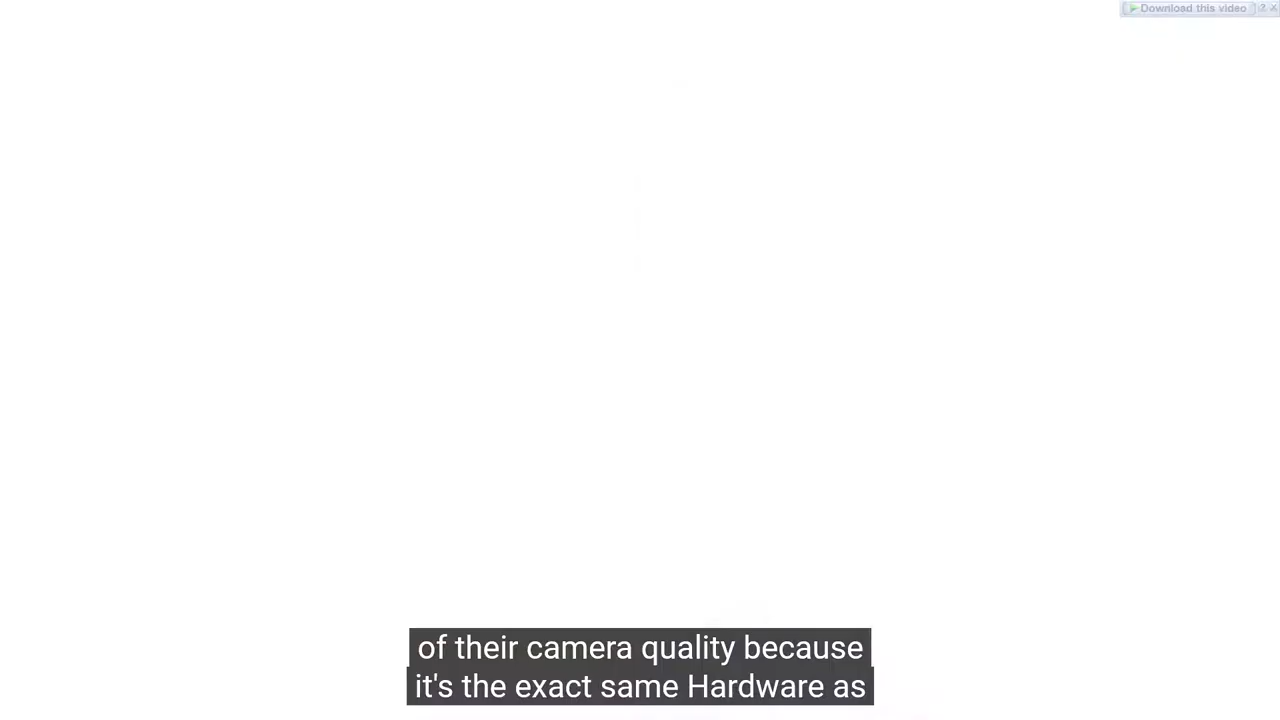 Download this video ? X
of their camera quality because
it's the exact same Hardware as